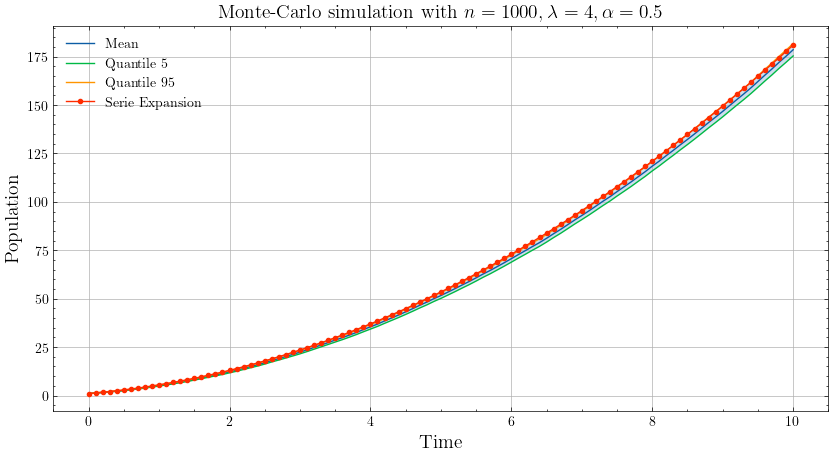 Monte-Carlo simulation with n = 1000, λ = 4, α = 0.5
Mean
Quantile 5
Quantile 95
Serie Expansion
Population
175
150
125
100
75
50
25
0
0 2 4 6 8 10
Time